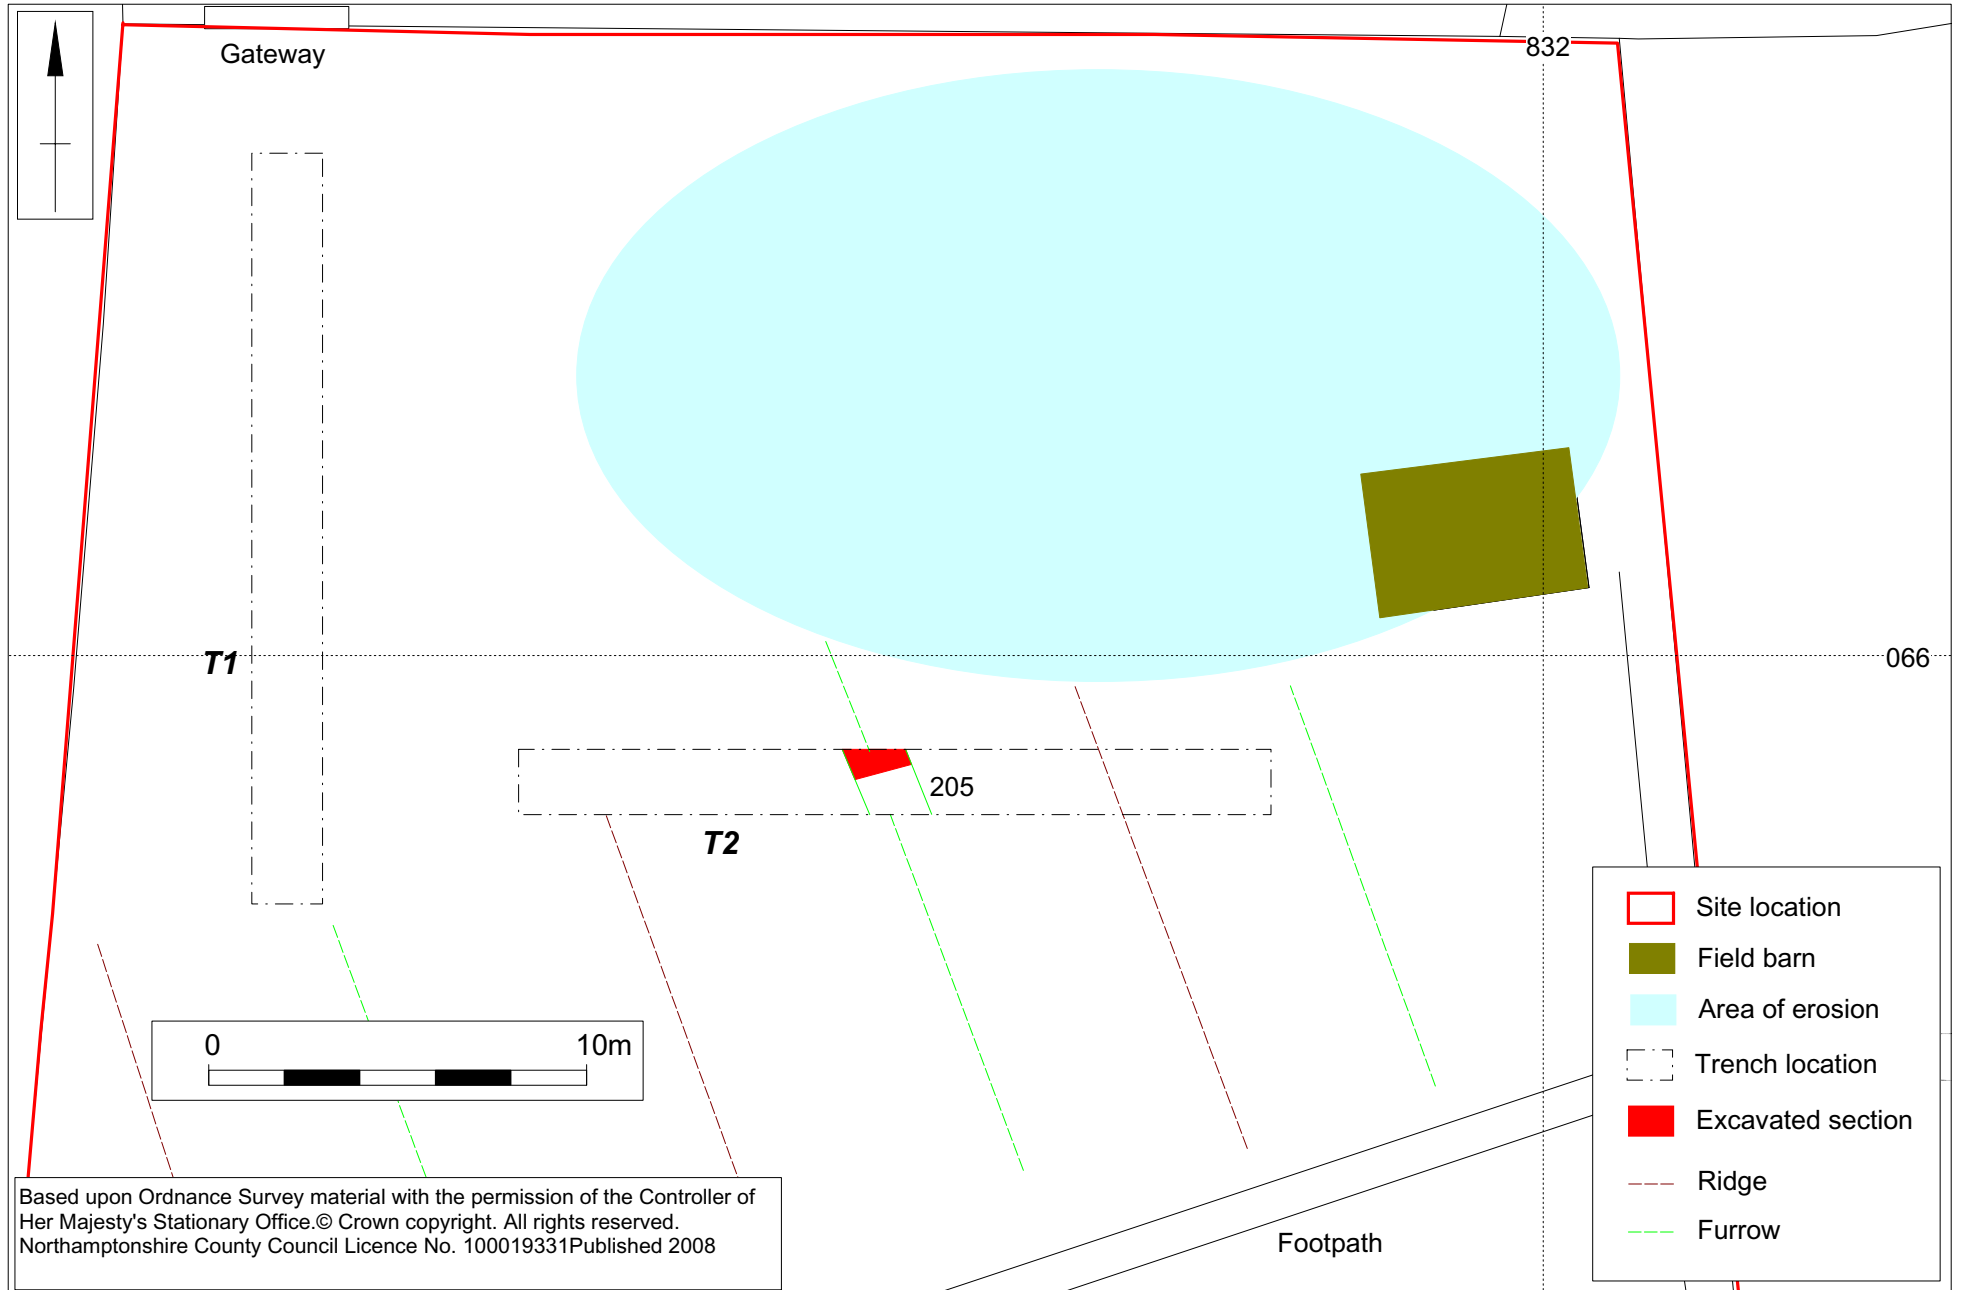 Gateway
832
T1
066
205
T2
Site location
Field barn
Area of erosion
Trench location
Excavated section
Ridge
Furrow
0 10m
Based upon Ordnance Survey material with the permission of the Controller of
Her Majesty's Stationary Office.© Crown copyright. All rights reserved.
Northamptonshire County Council Licence No. 100019331Published 2008
Footpath